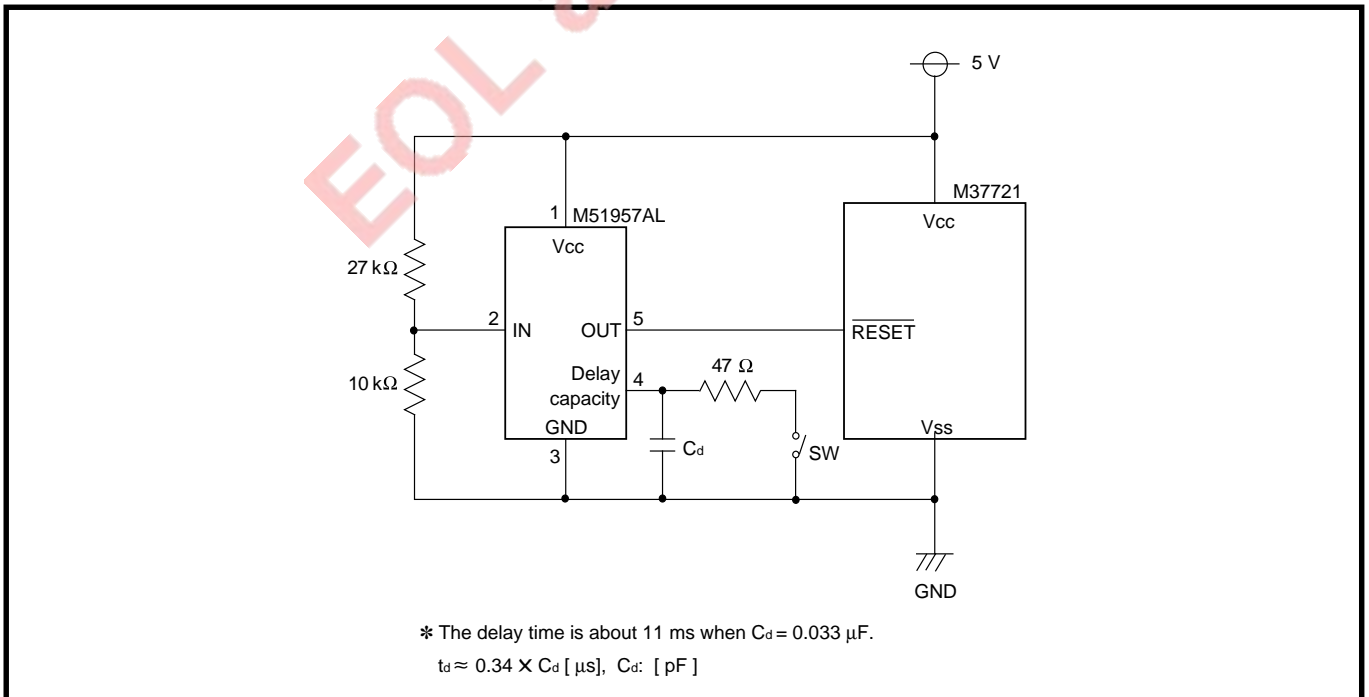 EOL
5 V
M37721
1 M51957AL
Vcc
Vcc
27 kΩ
2 IN OUT 5
RESET
10 kΩ
Delay
capacity
4
47 Ω
GND
3
Cd
SW
Vss
GND
✻ The delay time is about 11 ms when Cd = 0.033 μF.
td ≈ 0.34 ✕ Cd [ μs], Cd: [ pF ]